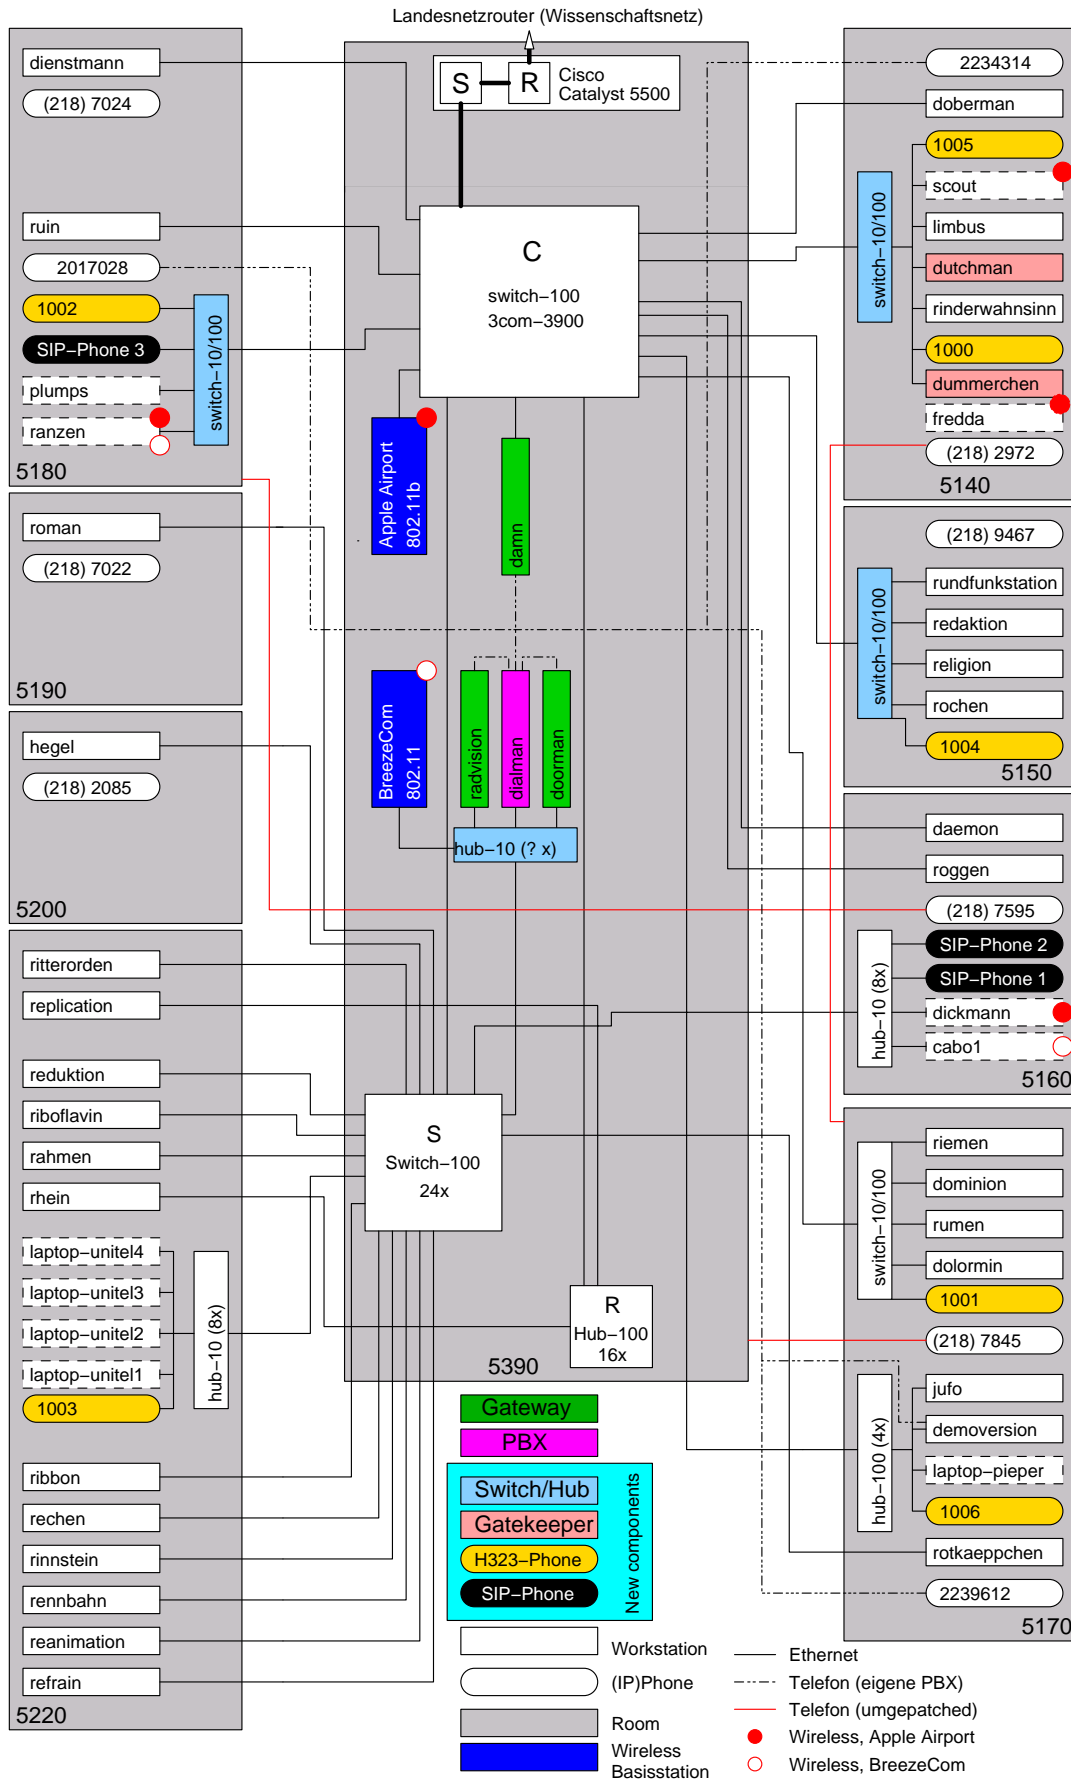 Landesnetzrouter (Wissenschaftsnetz)
dienstmann
(218) 7024
ruin
2017028
1002
SIP−Phone 3
plumps
ranzen
switch−10/100
5180
roman
(218) 7022
5190
hegel
(218) 2085
5200
ritterorden
replication
reduktion
riboflavin
rahmen
rhein
laptop−unitel4
laptop−unitel3
laptop−unitel2
laptop−unitel1
1003
hub−10 (8x)
ribbon
rechen
rinnstein
rennbahn
reanimation
refrain
5220
S
R
Cisco
Catalyst 5500
C
switch−100
3com−3900
Apple Airport
802.11b
damn
BreezeCom
802.11
radvision
dialman
doorman
hub−10 (? x)
S
Switch−100
24x
R
Hub−100
16x
5390
2234314
doberman
1005
scout
limbus
dutchman
rinderwahnsinn
1000
dummerchen
fredda
(218) 2972
switch−10/100
5140
(218) 9467
rundfunkstation
redaktion
religion
rochen
1004
switch−10/100
5150
daemon
roggen
(218) 7595
SIP−Phone 2
SIP−Phone 1
dickmann
cabo1
hub−10 (8x)
5160
riemen
dominion
rumen
dolormin
1001
switch−10/100
(218) 7845
jufo
demoversion
laptop−pieper
1006
hub−100 (4x)
rotkaeppchen
2239612
5170
Gateway
PBX
Switch/Hub
Gatekeeper
H323−Phone
SIP−Phone
New components
Workstation
(IP)Phone
Room
Wireless
Basisstation
Ethernet
Telefon (eigene PBX)
Telefon (umgepatched)
Wireless, Apple Airport
Wireless, BreezeCom